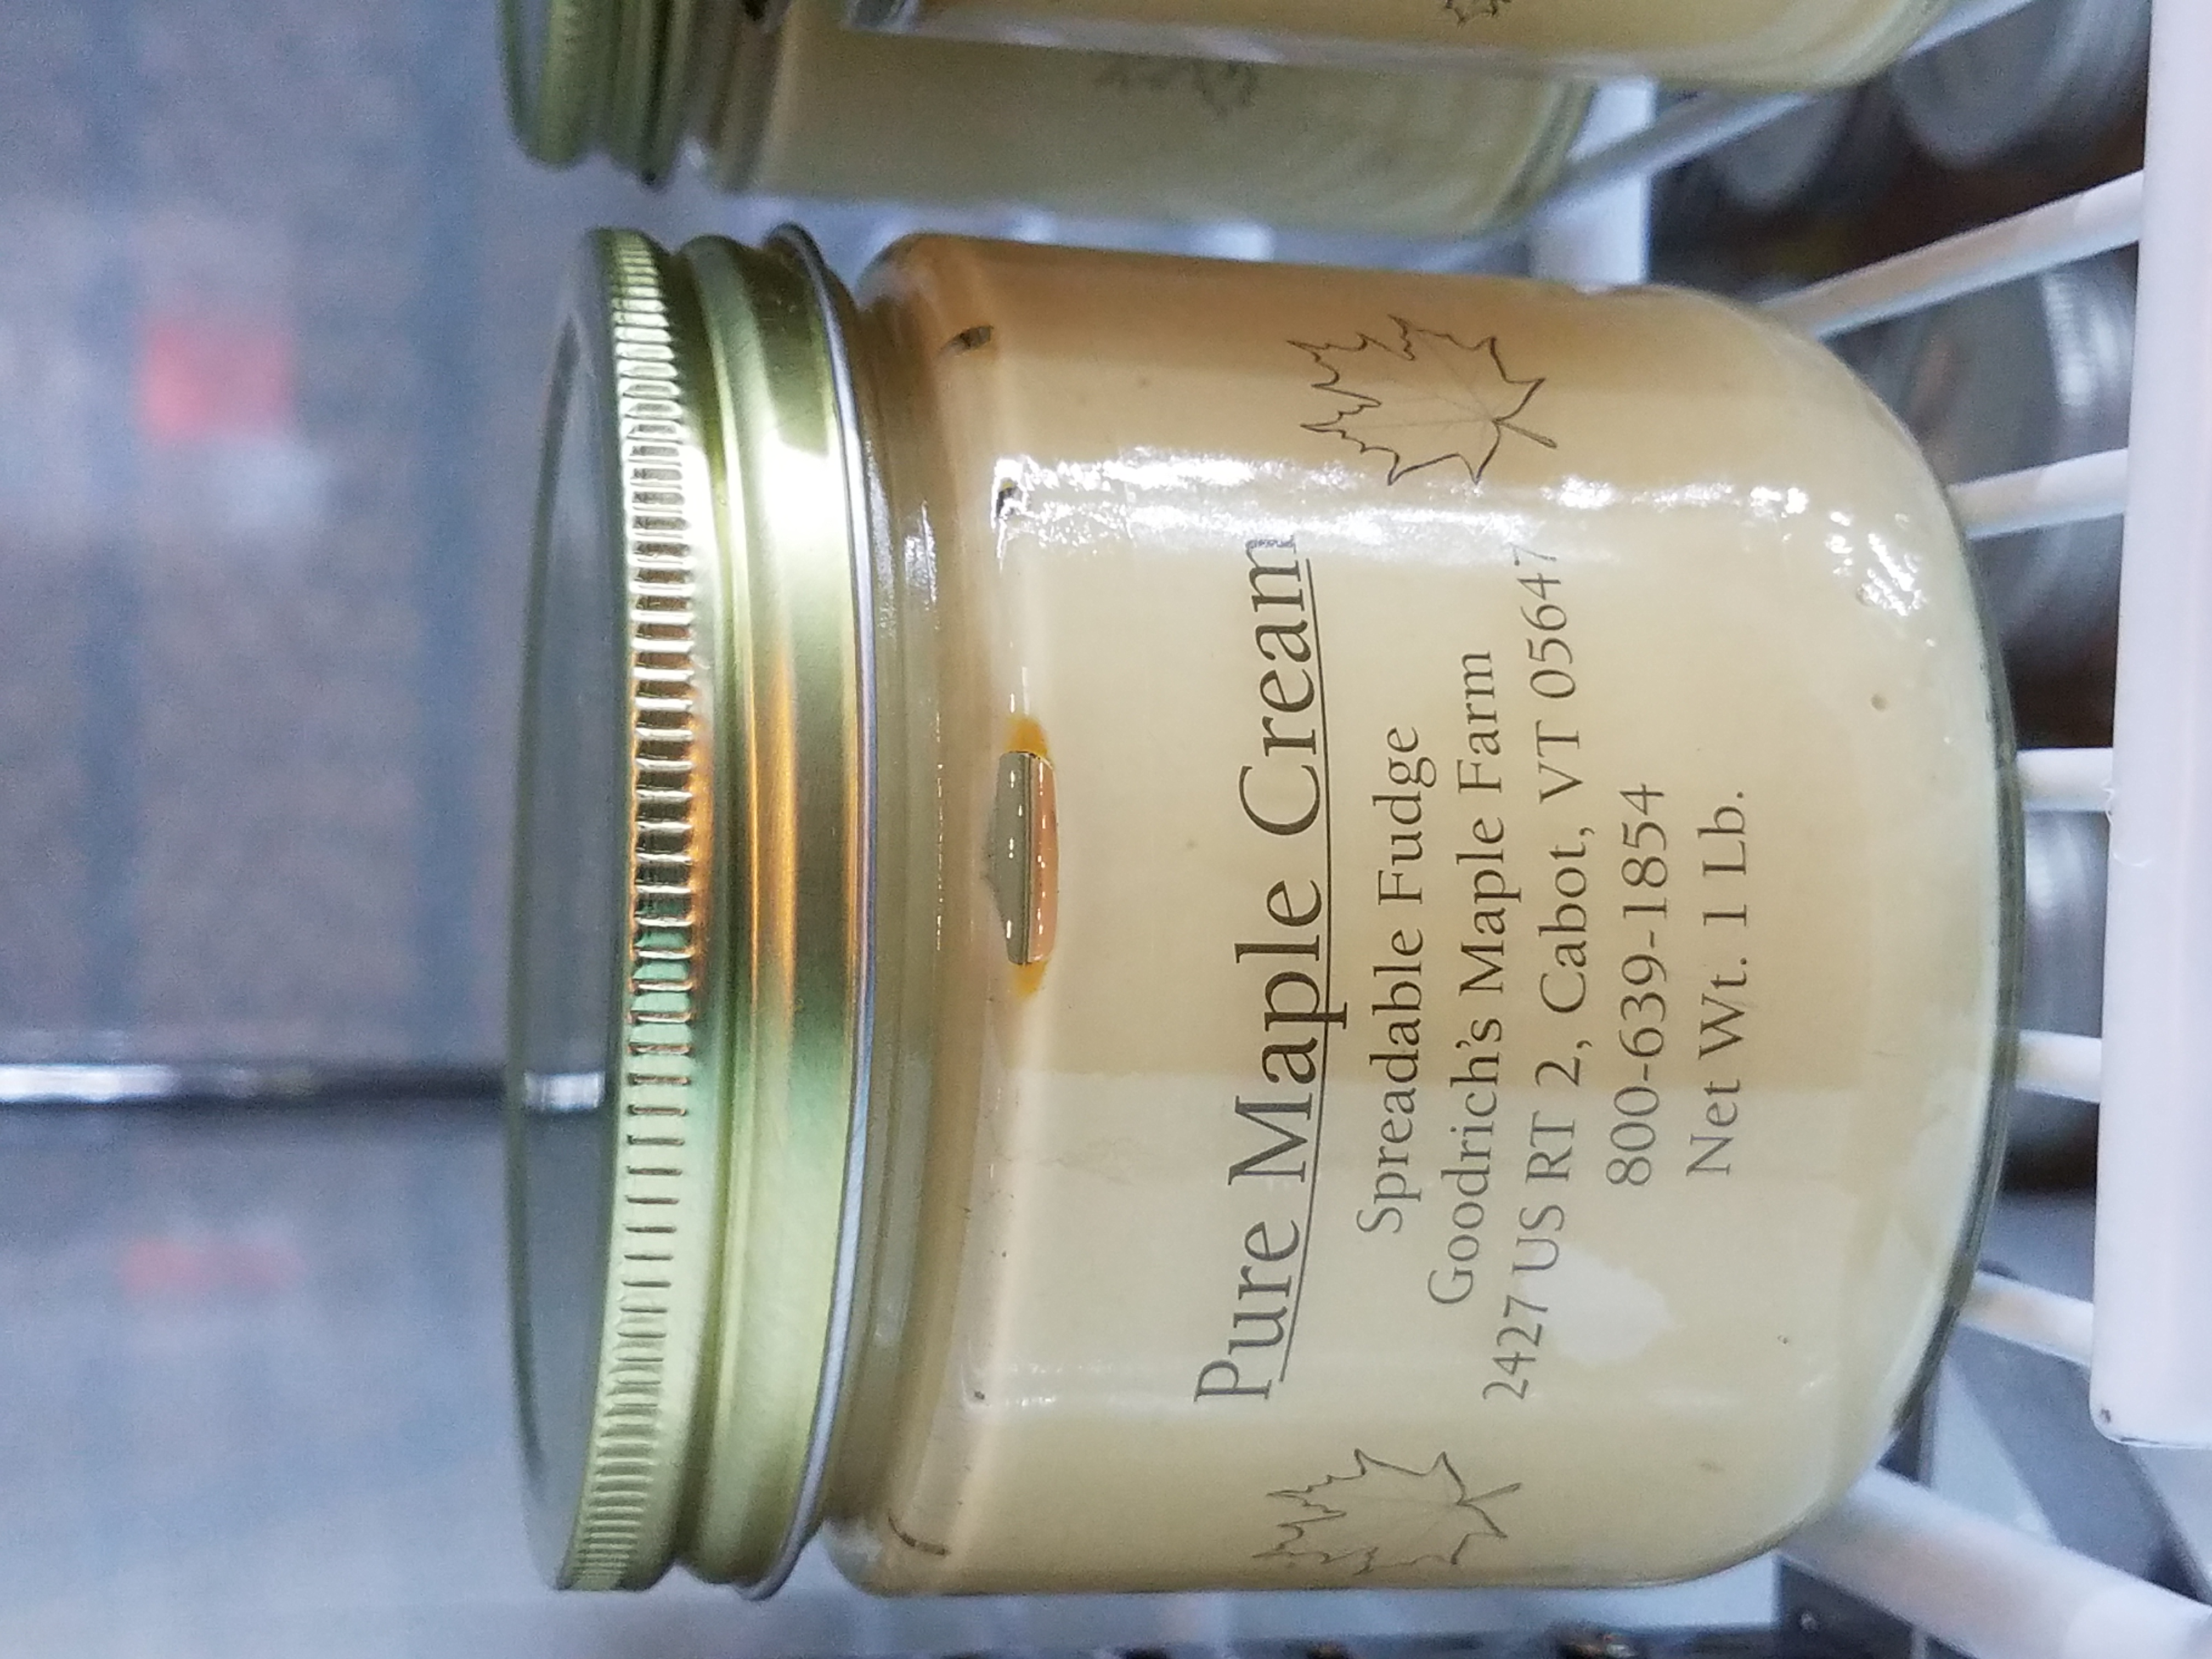 Pure Maple Cream
Spreadable Fudge
Goodrich's Maple Farm
2427 US RT 2, Cabot, VT 05647
800-639-1854
Net Wt. 1 Lb.